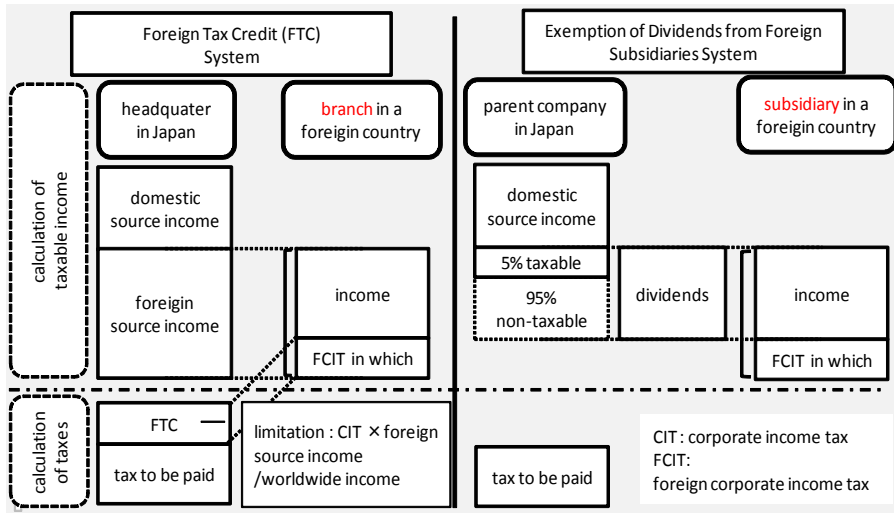 Foreign Tax Credit (FTC)
System
Exemption of Dividends from Foreign
Subsidiaries System
calculation of
taxable income
headquater
in Japan
branch in a
foreigin country
parent company
in Japan
subsidiary in a
foreigin country
domestic
source income
foreigin
source income
income
FCIT in which
domestic
source income
5% taxable
95%
non-taxable
dividends
income
FCIT in which
calculation
of taxes
FTC
tax to be paid
limitation : CIT × foreign
source income
/worldwide income
tax to be paid
CIT : corporate income tax
FCIT:
foreign corporate income tax